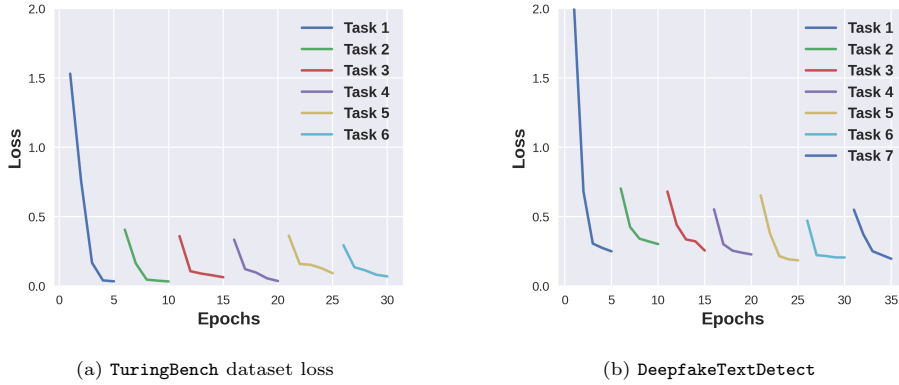 2.0
1.5
1.0
0.5
0.0
Loss
0 5 10 15 20 25 30
Epochs
Task 1
Task 2
Task 3
Task 4
Task 5
Task 6
(a) TuringBench dataset loss
2.0
1.5
1.0
0.5
0.0
Loss
0 5 10 15 20 25 30 35
Epochs
Task 1
Task 2
Task 3
Task 4
Task 5
Task 6
Task 7
(b) DeepfakeTextDetect